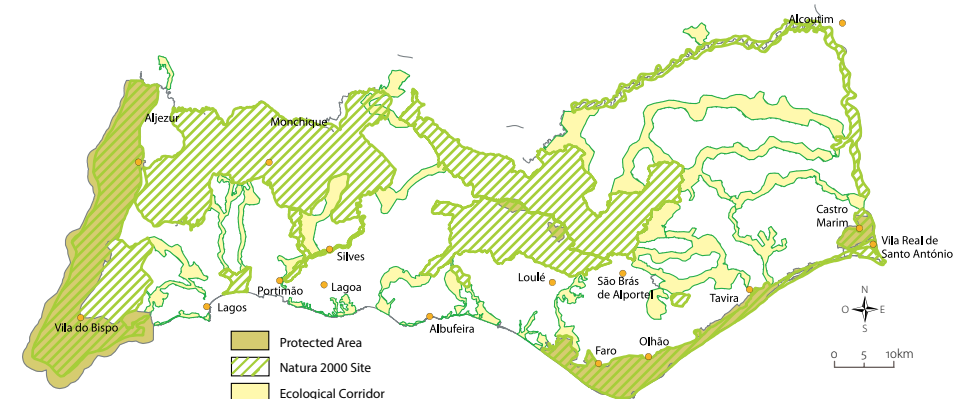 Alcoutim
Aljezur
Monchique
Castro
Marim
Vila Real de
Santo António
Silves
Loulé
São Brás
de Alportel
Portimão
Lagoa
Tavira
Lagos
Vila do Bispo
Albufeira
N
O E
S
Protected Area
Olhão
Faro
0 5 10km
Natura 2000 Site
Ecological Corridor